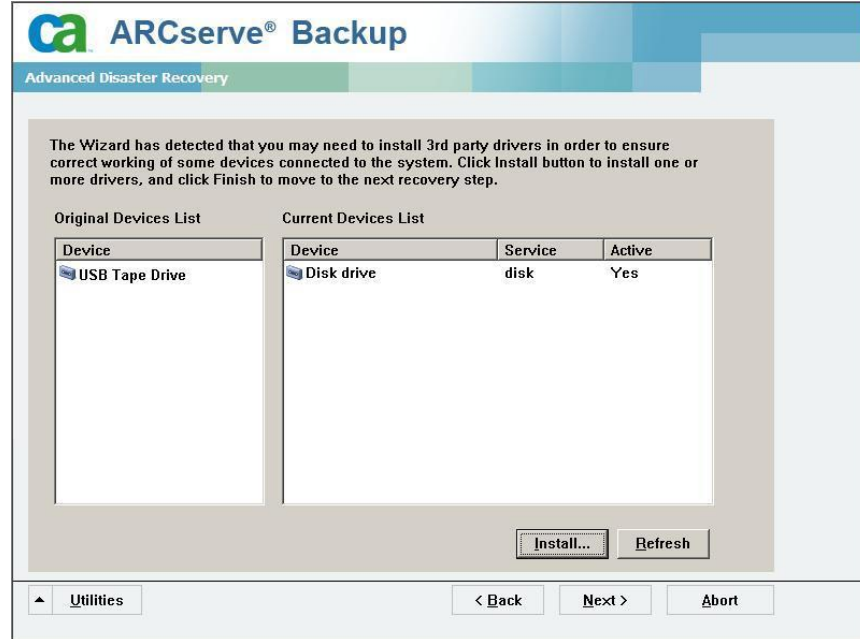 ca ARCserve® Backup
Advanced Disaster Recovery
The Wizard has detected that you may need to install 3rd party drivers in order to ensure
correct working of some devices connected to the system. Click Install button to install one or
more drivers, and click Finish to move to the next recovery step.
Original Devices List
Device
USB Tape Drive
Current Devices List
Device Service Active
Disk drive disk Yes
Install... Refresh
Utilities < Back Next > Abort